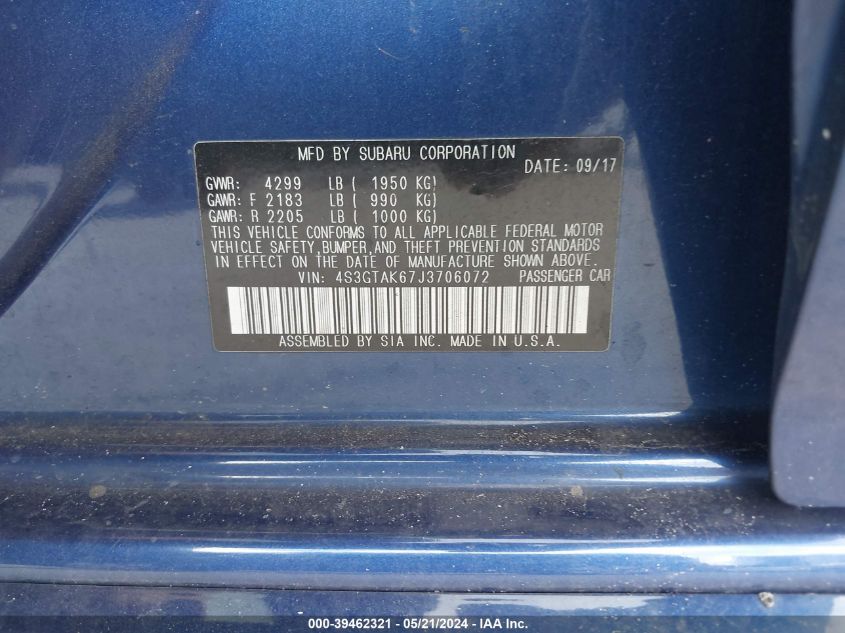 MFD BY SUBARU CORPORATION
DATE: 09/17
GVWR: 4299 LB ( 1950 KG)
GAWR: F 2183 LB ( 990 KG)
GAWR: R 2205 LB ( 1000 KG)
THIS VEHICLE CONFORMS TO ALL APPLICABLE FEDERAL MOTOR
VEHICLE SAFETY, BUMPER, AND THEFT PREVENTION STANDARDS
IN EFFECT ON THE DATE OF MANUFACTURE SHOWN ABOVE.
VIN: 4S3GTAK67J3706072 PASSENGER CAR
ASSEMBLED BY SIA INC. MADE IN U.S.A.
000-39462321 - 05/21/2024 - IMPACT AUTO